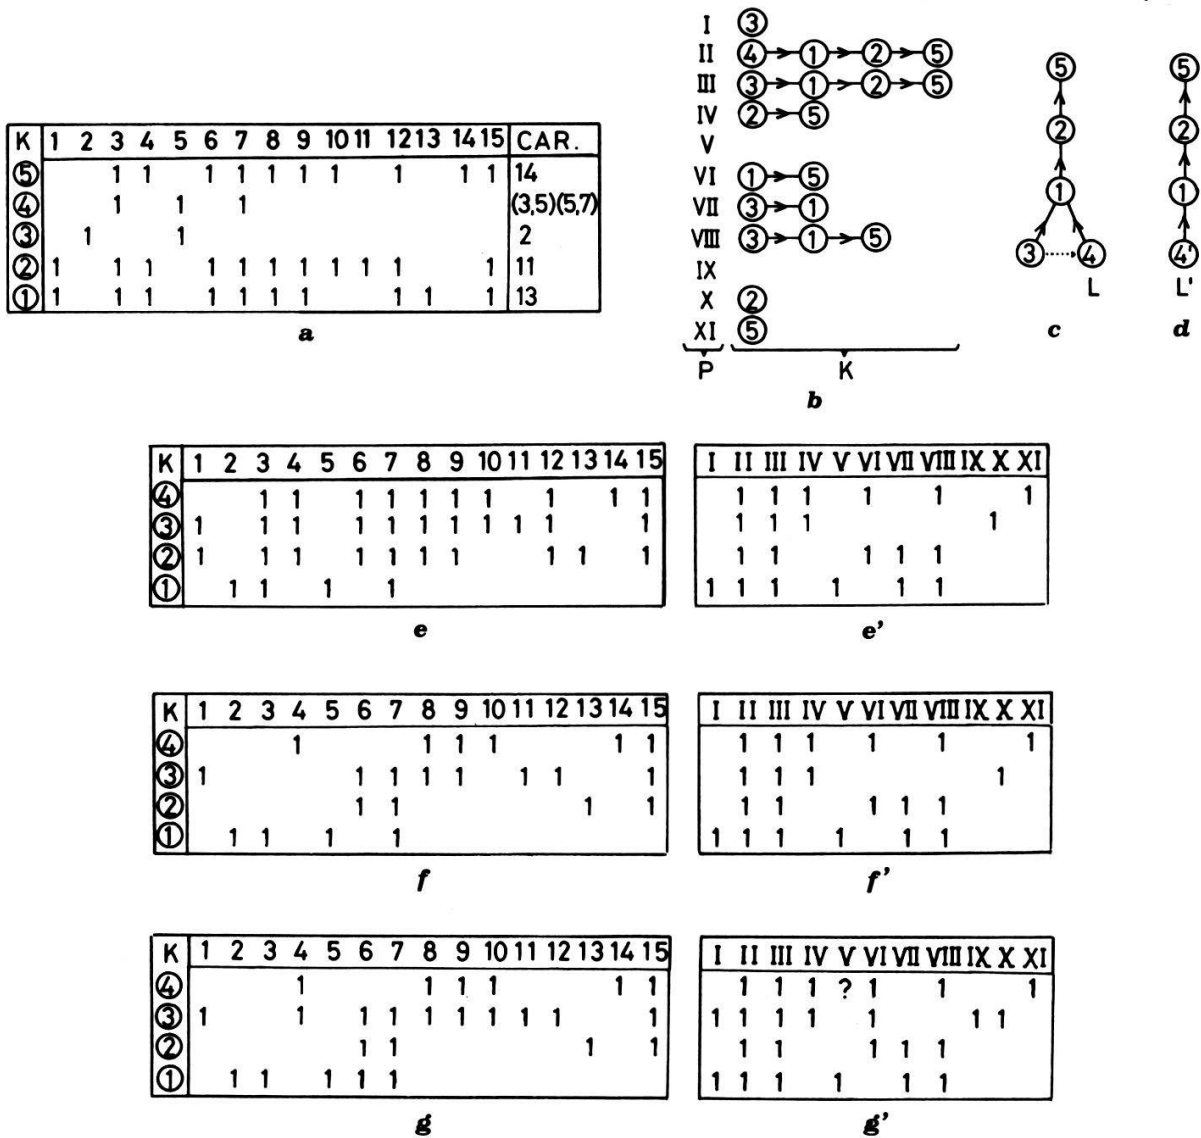 K 1 2 3 4 5 6 7 8 9 10 11 12 13 14 15 CAR.
⑤ 1 1 1 1 1 1 1 1 1 1 14
④ 1 1 1 (3,5)(5,7)
③ 1 1 2
② 1 1 1 1 1 1 1 1 1 1 1 11
① 1 1 1 1 1 1 1 1 1 1 13
a
I ③
II ④ ① ② ⑤
III ③ ① ② ⑤
IV ② ⑤
V
VI ① ⑤
VII ③ ①
VIII ③ ① ⑤
IX
X ②
XI ⑤
P K
b
⑤
②
①
③ ④
L
c
⑤
②
①
④'
L'
d
K 1 2 3 4 5 6 7 8 9 10 11 12 13 14 15
④ 1 1 1 1 1 1 1 1 1 1
③ 1 1 1 1 1 1 1 1 1 1 1
② 1 1 1 1 1 1 1 1 1 1
① 1 1 1 1
e
I II III IV V VI VII VIII IX X XI
1 1 1 1 1 1
1 1 1 1
1 1 1 1 1
1 1 1 1 1 1
e'
K 1 2 3 4 5 6 7 8 9 10 11 12 13 14 15
④ 1 1 1 1 1 1
③ 1 1 1 1 1 1 1 1
② 1 1 1 1
① 1 1 1 1
f
I II III IV V VI VII VIII IX X XI
1 1 1 1 1 1
1 1 1 1
1 1 1 1 1
1 1 1 1 1 1
f'
K 1 2 3 4 5 6 7 8 9 10 11 12 13 14 15
④ 1 1 1 1 1 1
③ 1 1 1 1 1 1 1 1 1 1
② 1 1 1 1
① 1 1 1 1 1
g
I II III IV V VI VII VIII IX X XI
1 1 1 ? 1 1 1
1 1 1 1 1 1 1
1 1 1 1 1
1 1 1 1 1 1
g'